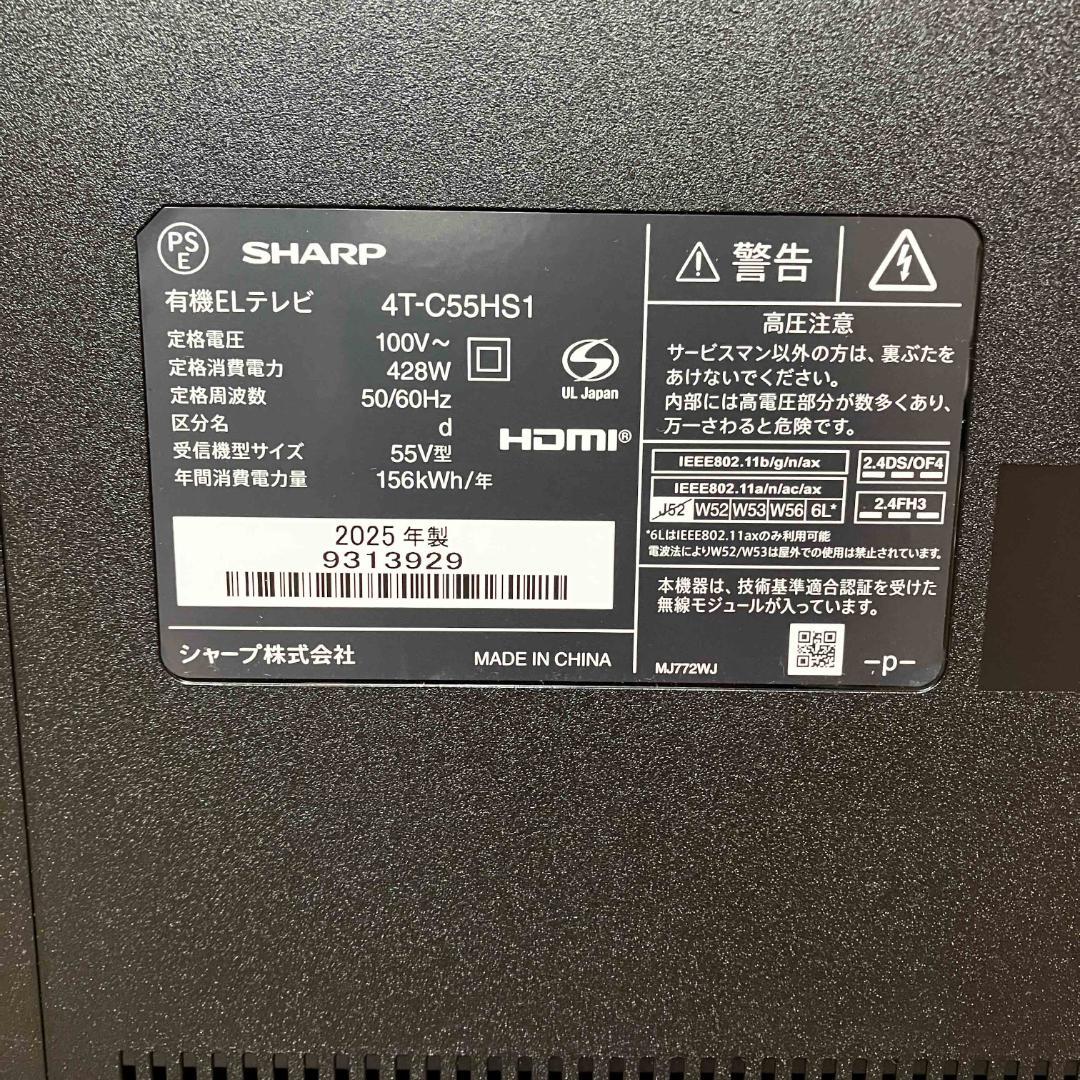 PS
E
SHARP
有機ELテレビ 4T-C55HS1
定格電圧 100V～
定格消費電力 428W
定格周波数 50/60Hz
区分名 d
受信機型サイズ 55V型
年間消費電力量 156kWh/年
UL Japan
HDMI®
2025 年製
9313929
シャープ株式会社 MADE IN CHINA
警告
高圧注意
サービスマン以外の方は、裏ぶたを
あけないでください。
内部には高電圧部分が数多くあり、
万一さわると危険です。
IEEE802.11b/g/n/ax
2.4DS/OF4
IEEE802.11a/n/ac/ax
J52 W52 W53 W56 6L*
2.4FH3
*6LはIEEE802.11axのみ利用可能
電波法によりW52/W53は屋外での使用は禁止されています。
本機器は、技術基準適合認証を受けた
無線モジュールが入っています。
MJ772WJ
-p-